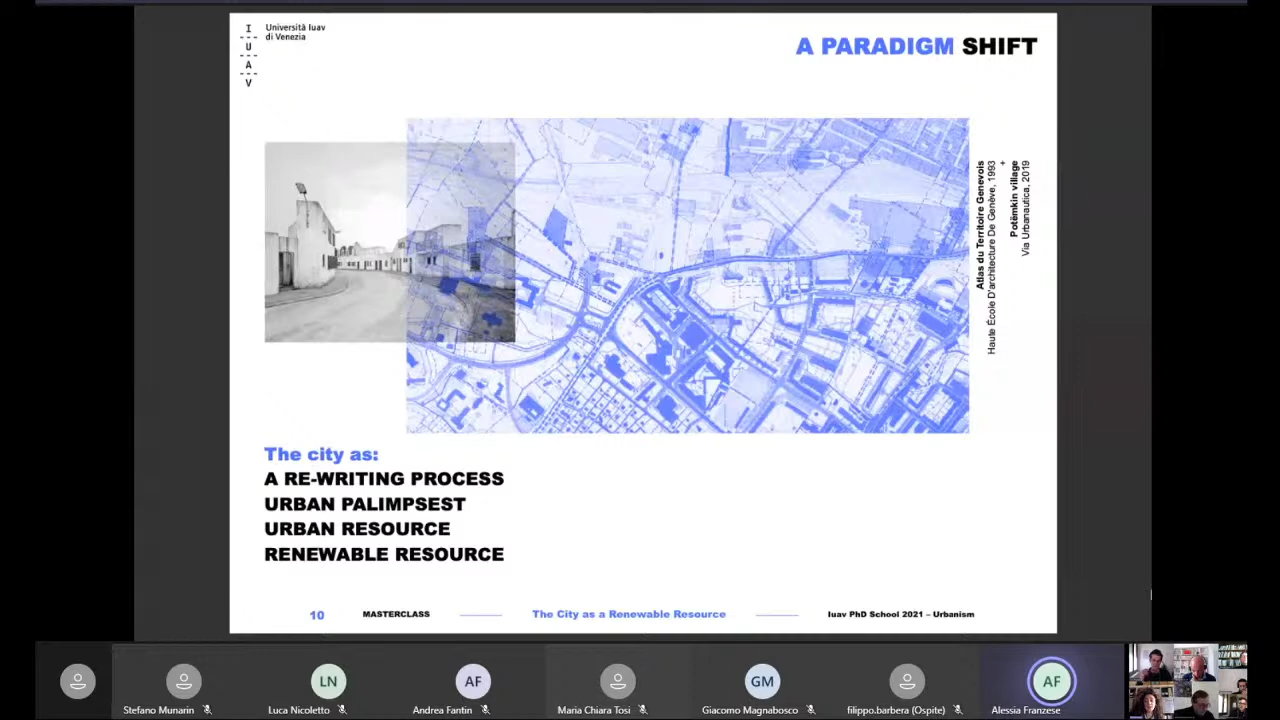 I
U
A
V
Università Iuav
di Venezia
A PARADIGM SHIFT
Atlas du Territoire Genevois
Haute École D'architecture De Genève, 1993
+
Potëmkin village
Via Urbanautica, 2019
The city as:
A RE-WRITING PROCESS
URBAN PALIMPSEST
URBAN RESOURCE
RENEWABLE RESOURCE
10 MASTERCLASS The City as a Renewable Resource Iuav PhD School 2021 – Urbanism
LN AF GM AF
Stefano Munarin Luca Nicoletto Andrea Fantin Maria Chiara Tosi Giacomo Magnabosco filippo.barbera (Ospite) Alessia Franzese